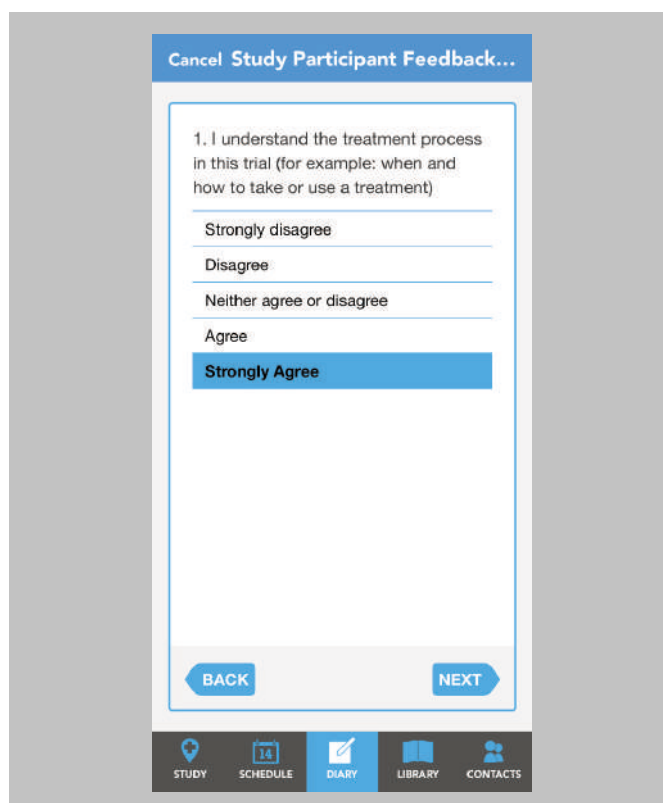 Cancel Study Participant Feedback...
1. I understand the treatment process
in this trial (for example: when and
how to take or use a treatment)
Strongly disagree
Disagree
Neither agree or disagree
Agree
Strongly Agree
BACK NEXT
14
STUDY SCHEDULE DIARY LIBRARY CONTACTS